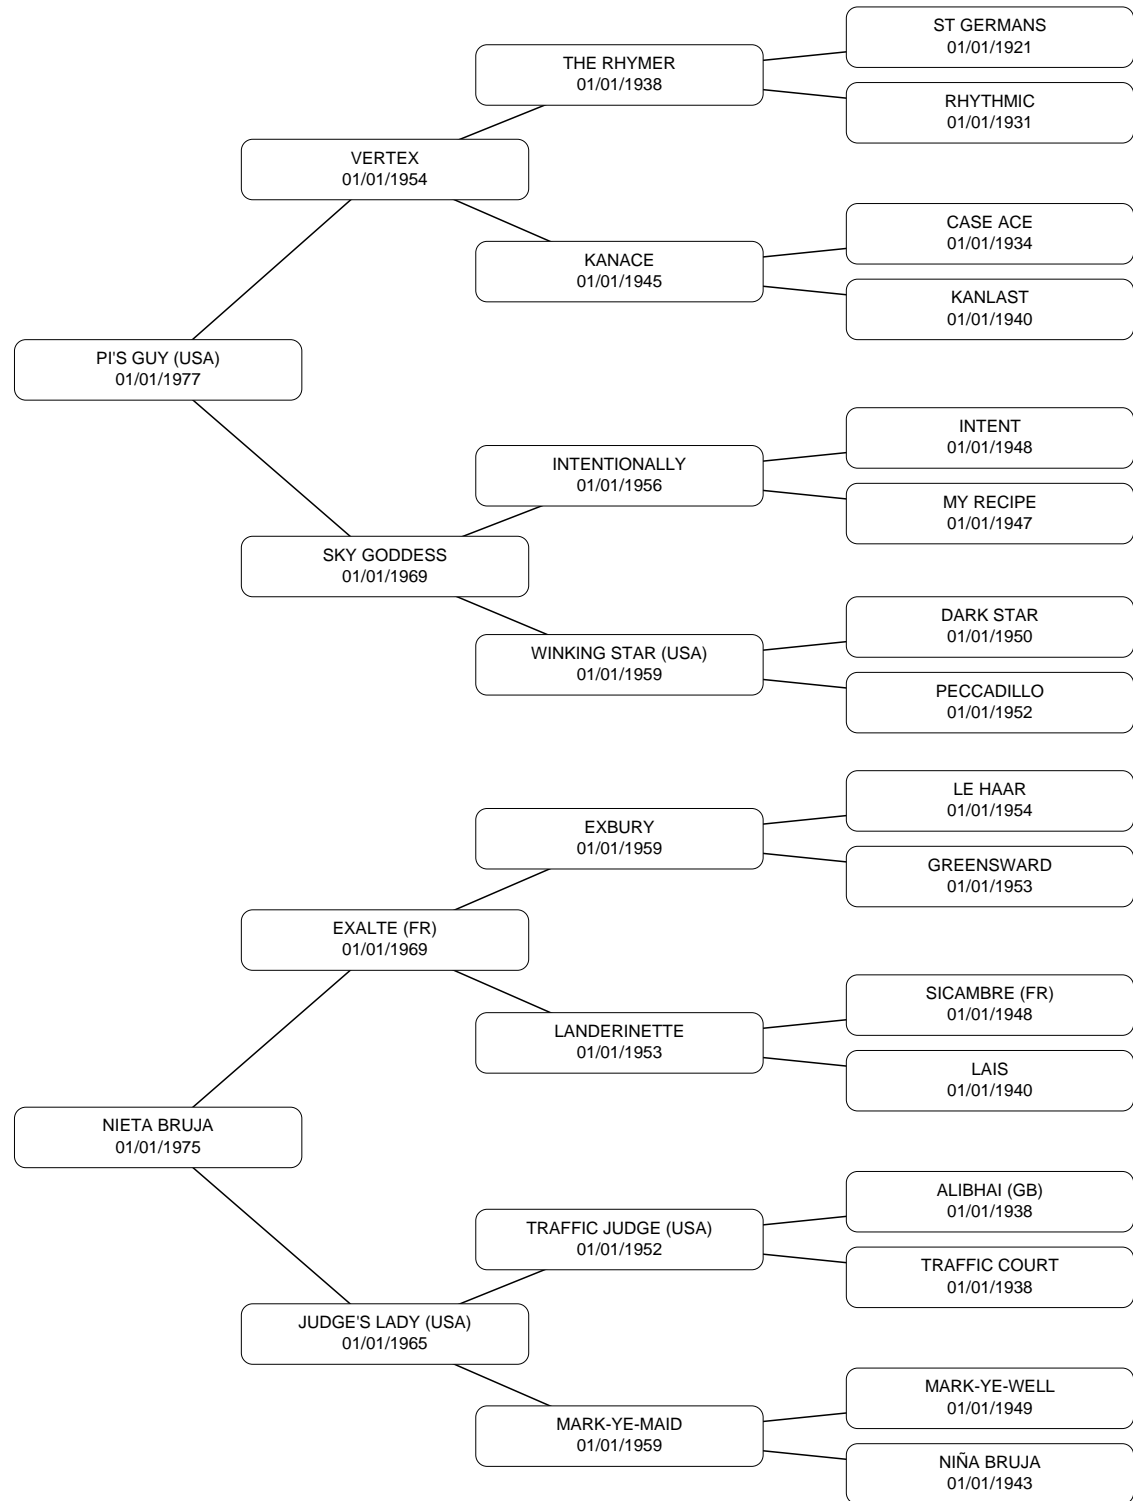 ST GERMANS
01/01/1921
THE RHYMER
01/01/1938
RHYTHMIC
01/01/1931
VERTEX
01/01/1954
CASE ACE
01/01/1934
KANACE
01/01/1945
KANLAST
01/01/1940
PI'S GUY (USA)
01/01/1977
INTENT
01/01/1948
INTENTIONALLY
01/01/1956
MY RECIPE
01/01/1947
SKY GODDESS
01/01/1969
DARK STAR
01/01/1950
WINKING STAR (USA)
01/01/1959
PECCADILLO
01/01/1952
LE HAAR
01/01/1954
EXBURY
01/01/1959
GREENSWARD
01/01/1953
EXALTE (FR)
01/01/1969
SICAMBRE (FR)
01/01/1948
LANDERINETTE
01/01/1953
LAIS
01/01/1940
NIETA BRUJA
01/01/1975
ALIBHAI (GB)
01/01/1938
TRAFFIC JUDGE (USA)
01/01/1952
TRAFFIC COURT
01/01/1938
JUDGE'S LADY (USA)
01/01/1965
MARK-YE-WELL
01/01/1949
MARK-YE-MAID
01/01/1959
NIÑA BRUJA
01/01/1943